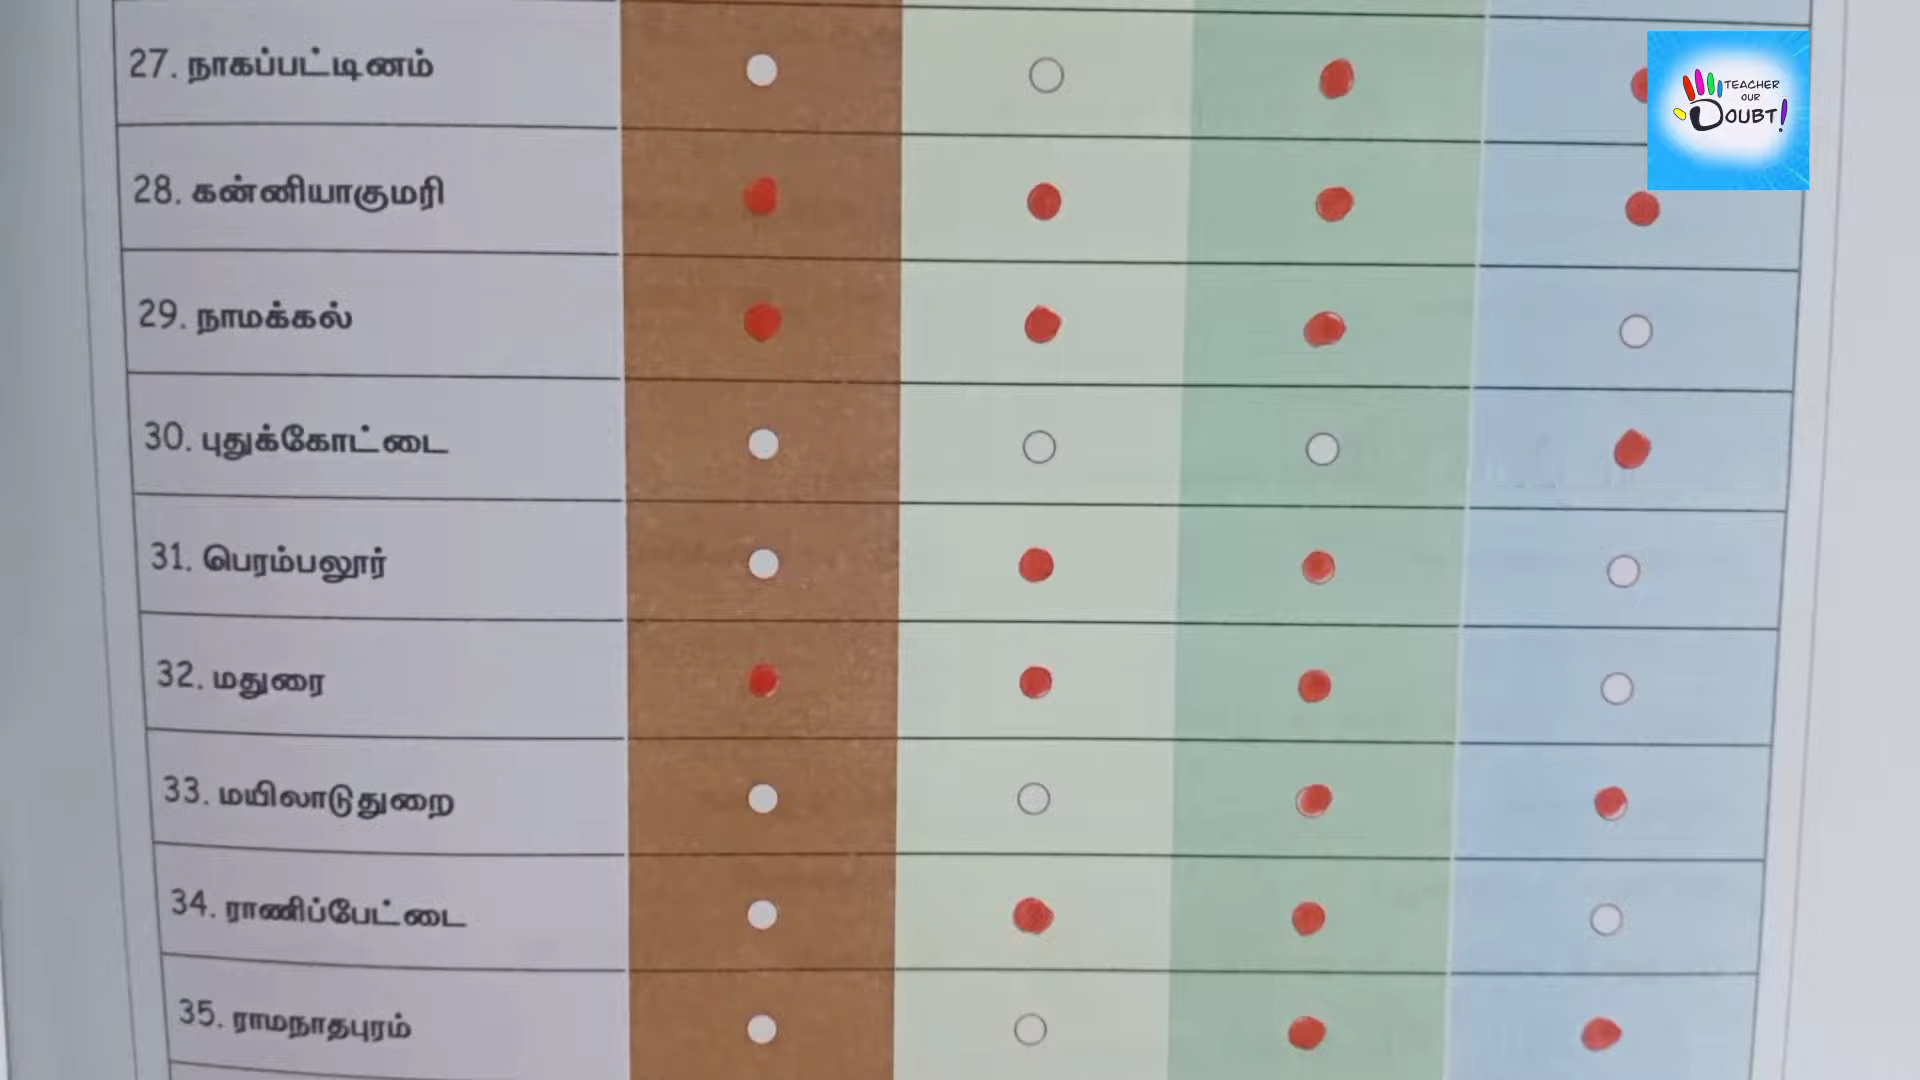 27. நாகப்பட்டினம்
TEACHER
OUR
DOUBT!
28. கன்னியாகுமரி
29. நாமக்கல்
30. புதுக்கோட்டை
31. பெரம்பலூர்
32. மதுரை
33. மயிலாடுதுறை
34. ராணிப்பேட்டை
35. ராமநாதபுரம்